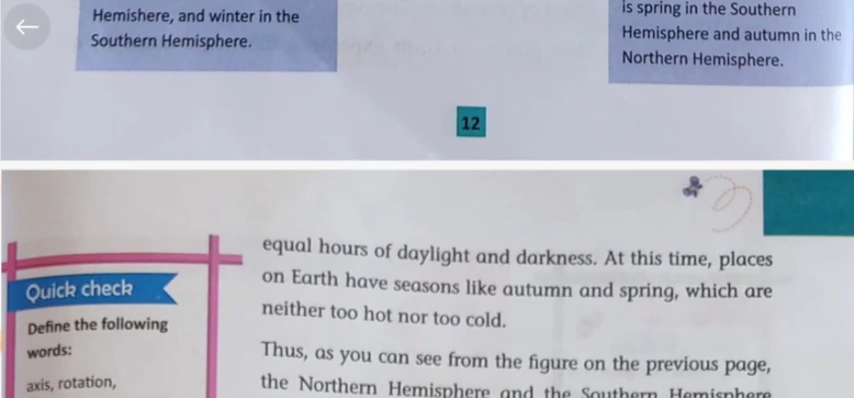 Hemishere, and winter in the
Southern Hemisphere.
is spring in the Southern
Hemisphere and autumn in the
Northern Hemisphere.
12
equal hours of daylight and darkness. At this time, places
on Earth have seasons like autumn and spring, which are
neither too hot nor too cold.
Thus, as you can see from the figure on the previous page,
the Northern Hemisphere and the Southern Hemisphere
Quick check
Define the following
words:
axis, rotation,